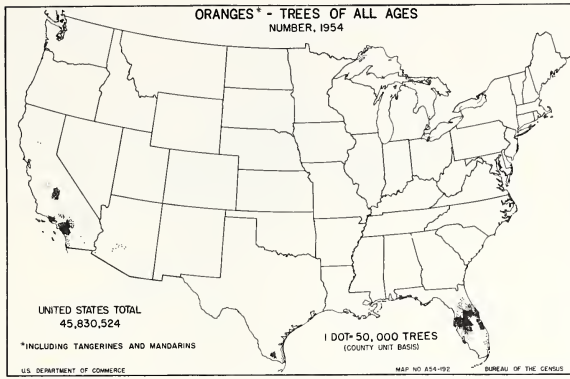 ORANGES* - TREES OF ALL AGES
NUMBER, 1954
UNITED STATES TOTAL
45,830,524
*INCLUDING TANGERINES AND MANDARINS
1 DOT=50,000 TREES
(COUNTY UNIT BASIS)
U.S. DEPARTMENT OF COMMERCE
MAP NO A54-192
BUREAU OF THE CENSUS